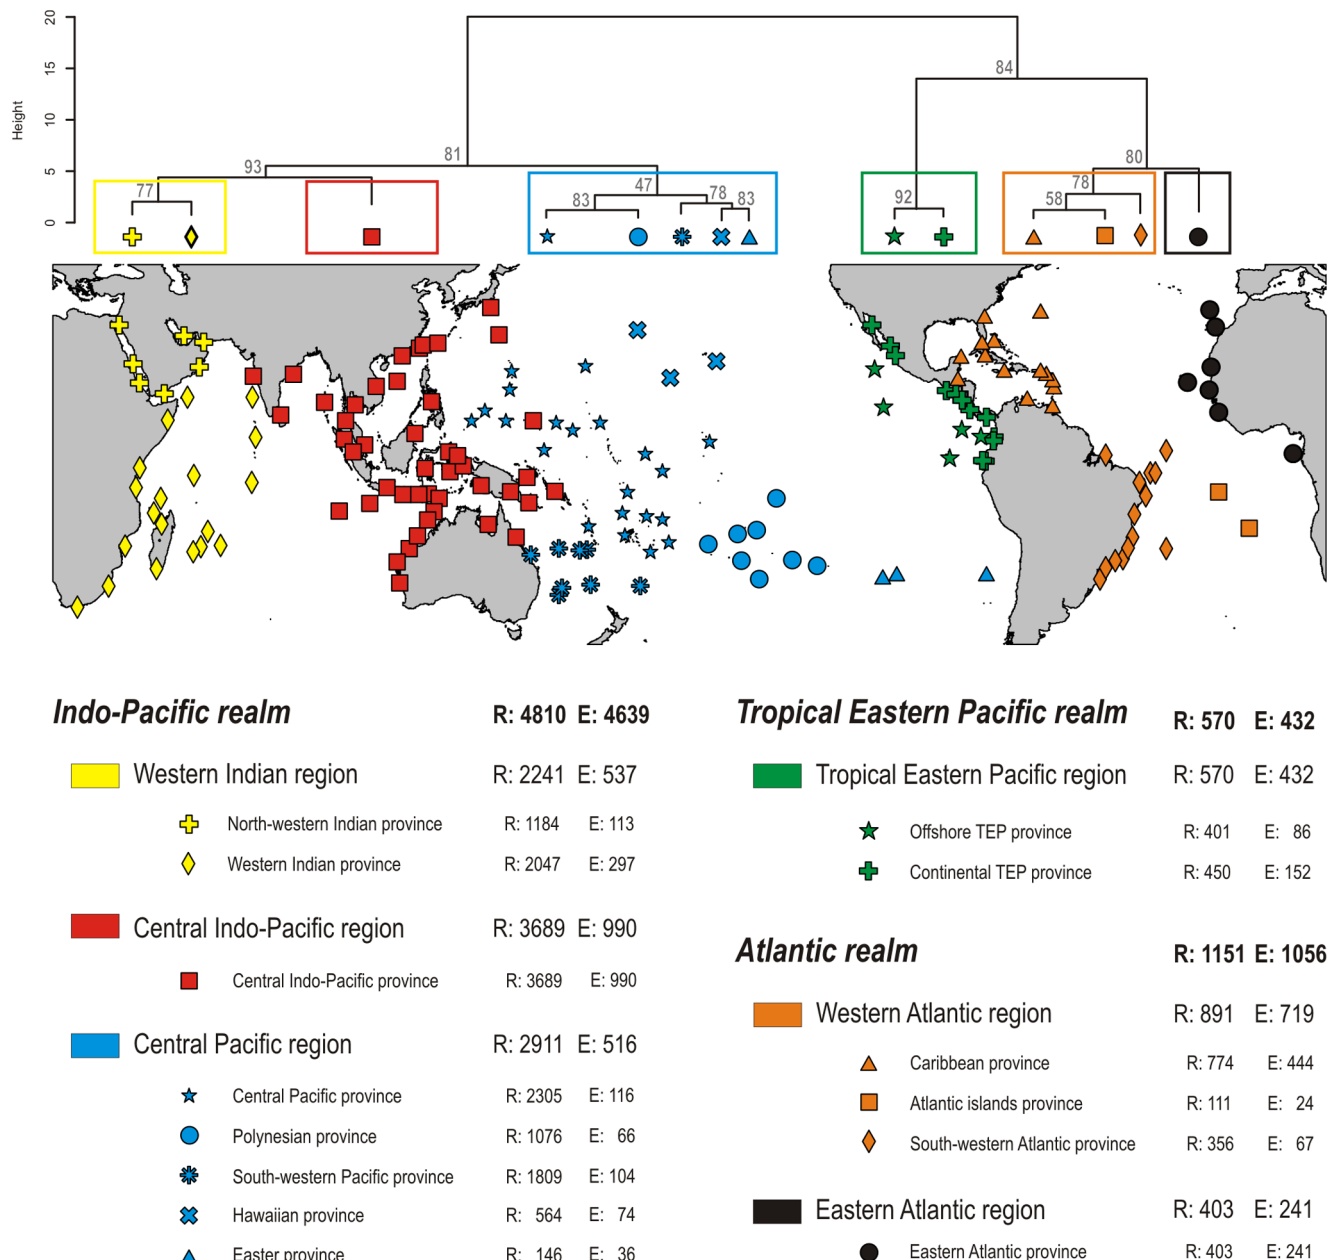 20
15
10
5
0
Height
84
81
93
77
47
83
78
83
92
80
78
58
Indo-Pacific realm R: 4810 E: 4639
Western Indian region R: 2241 E: 537
North-western Indian province R: 1184 E: 113
Western Indian province R: 2047 E: 297
Central Indo-Pacific region R: 3689 E: 990
Central Indo-Pacific province R: 3689 E: 990
Central Pacific region R: 2911 E: 516
Central Pacific province R: 2305 E: 116
Polynesian province R: 1076 E: 66
South-western Pacific province R: 1809 E: 104
Hawaiian province R: 564 E: 74
Easter province R: 146 E: 36
Tropical Eastern Pacific realm R: 570 E: 432
Tropical Eastern Pacific region R: 570 E: 432
Offshore TEP province R: 401 E: 86
Continental TEP province R: 450 E: 152
Atlantic realm R: 1151 E: 1056
Western Atlantic region R: 891 E: 719
Caribbean province R: 774 E: 444
Atlantic islands province R: 111 E: 24
South-western Atlantic province R: 356 E: 67
Eastern Atlantic region R: 403 E: 241
Eastern Atlantic province R: 403 E: 241